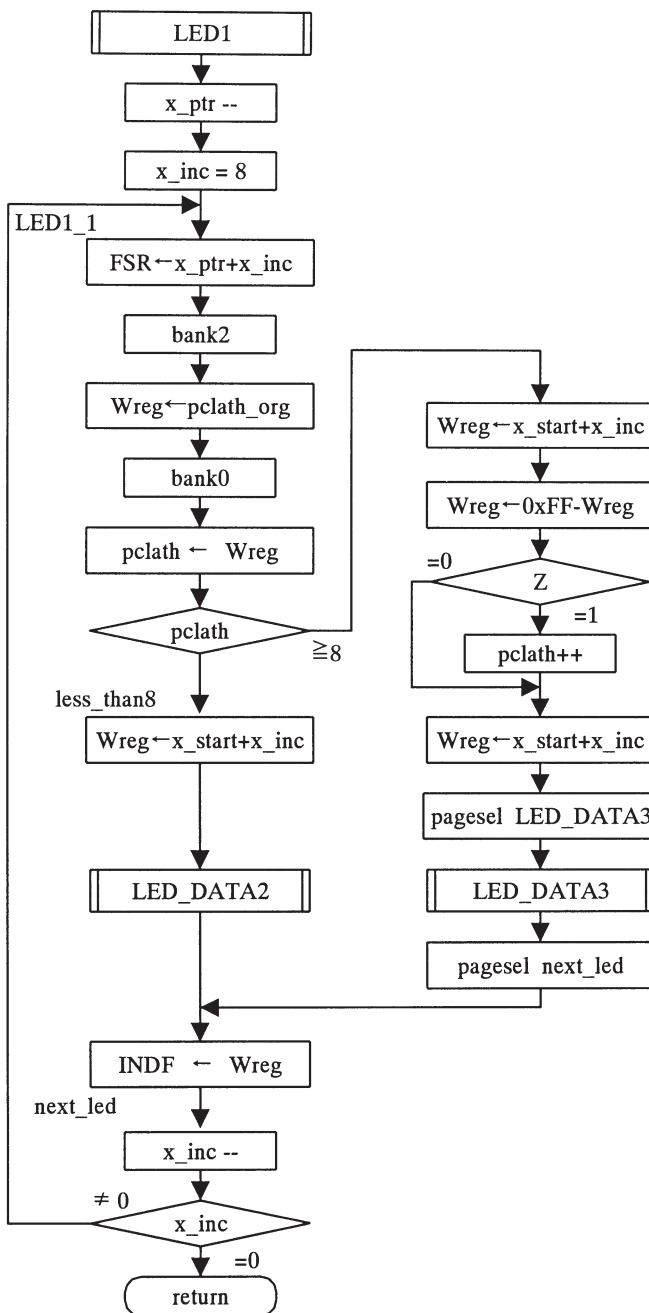 LED1
x_ptr --
x_inc = 8
LED1_1
FSR←x_ptr+x_inc
bank2
Wreg←pclath_org
bank0
pclath ← Wreg
pclath
≧8
less_than8
Wreg←x_start+x_inc
LED_DATA2
Wreg←x_start+x_inc
Wreg←0xFF-Wreg
=0
Z
=1
pclath++
Wreg←x_start+x_inc
pagesel LED_DATA3
LED_DATA3
pagesel next_led
INDF ← Wreg
next_led
x_inc --
≠ 0
x_inc
=0
return